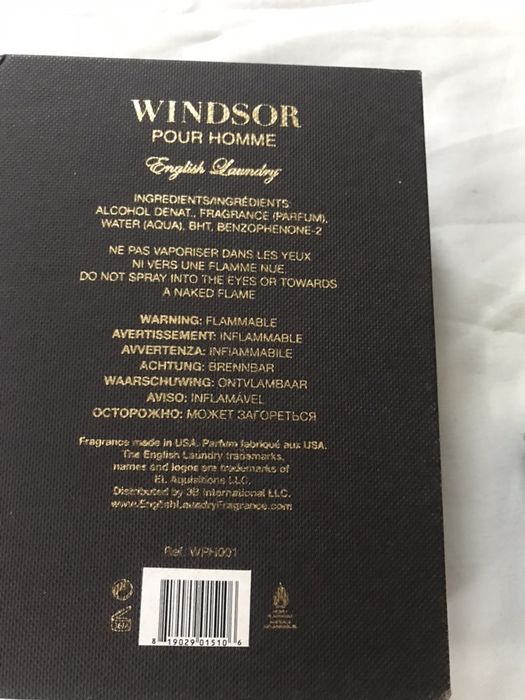 WINDSOR
POUR HOMME
English Laundry
INGREDIENTS/INGRÉDIENTS:
ALCOHOL DENAT., FRAGRANCE (PARFUM),
WATER (AQUA), BHT, BENZOPHENONE-2
NE PAS VAPORISER DANS LES YEUX
NI VERS UNE FLAMME NUE
DO NOT SPRAY INTO THE EYES OR TOWARDS
A NAKED FLAME
WARNING: FLAMMABLE
AVERTISSEMENT: INFLAMMABLE
AVVERTENZA: INFIAMMABILE
ACHTUNG: BRENNBAR
WAARSCHUWING: ONTVLAMBAAR
AVISO: INFLAMÁVEL
ОСТОРОЖНО: МОЖЕТ ЗАГОРЕТЬСЯ
Fragrance made in USA. Parfum fabriqué aux USA.
The English Laundry trademarks,
names and logos are trademarks of
EL Aquisitions LLC.
Distributed by 3B International LLC.
www.EnglishLaundryFragrance.com
Ref. WPH001
8 19029 01510 6